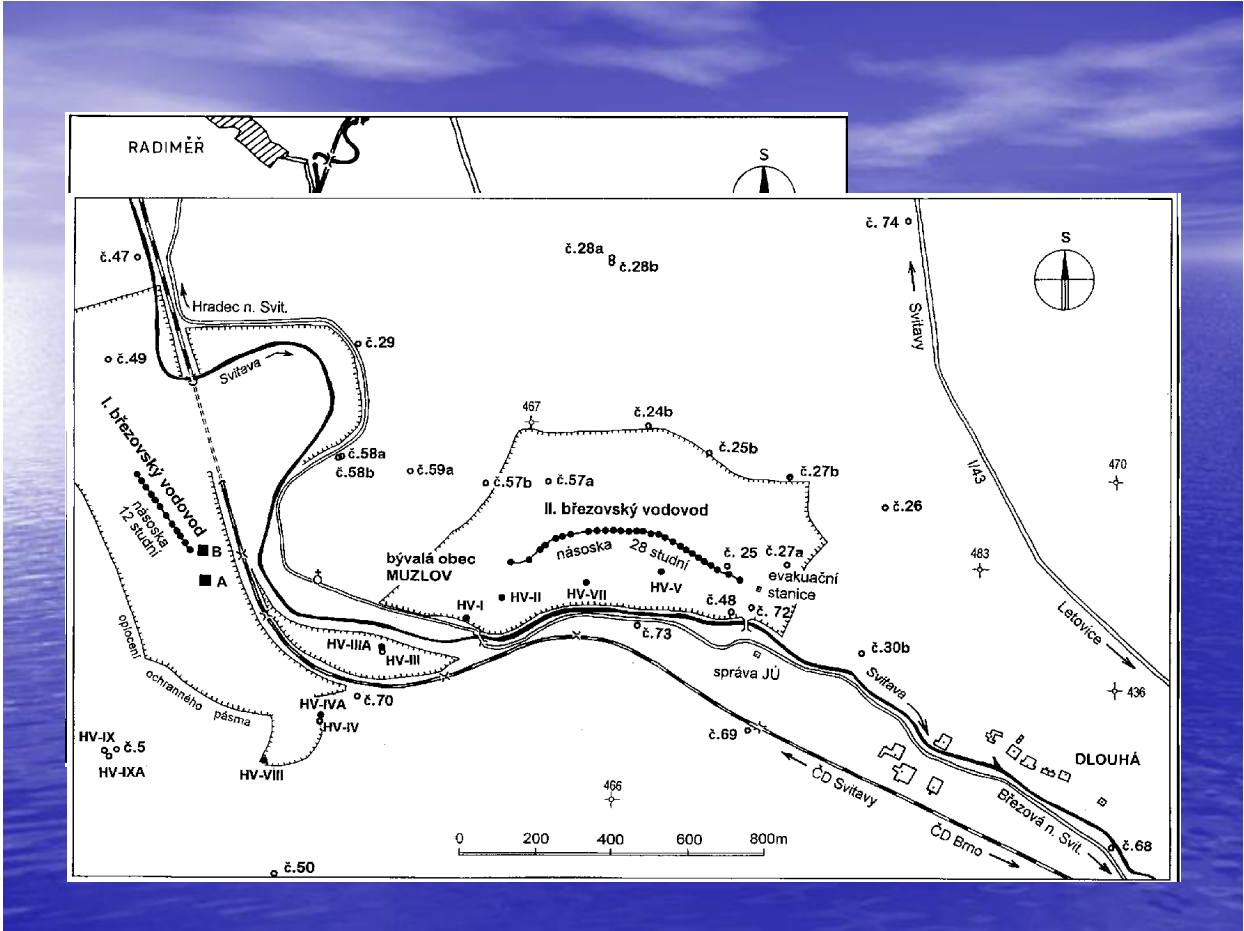 RADIMĚŘ
S
S
č.28a
č.28b
č. 74
č.47
Hradec n. Svit.
Svitavy
č.49
Svitava
č.29
467
č.24b
I. březovský vodovod
násoska
12 studní
č.58a
č.58b
č.59a
č.57b
č.57a
č.25b
č.27b
I/43
470
č.26
II. březovský vodovod
násoska 28 studní
B
A
bývalá obec
MUZLOV
č. 25
č.27a
evakuační
stanice
483
HV-I
HV-II
HV-VII
HV-V
č.48
č. 72
č.73
Letovice
oplocení
ochranného pásma
HV-IIIA
HV-III
správa JÚ
č.30b
Svitava
436
HV-IVA
HV-IV
č.70
č.69
HV-IX
č.5
HV-IXA
HV-VIII
DLOUHÁ
ČD Svitavy
466
Březová n. Svit.
ČD Brno
0 200 400 600 800m
č.68
č.50